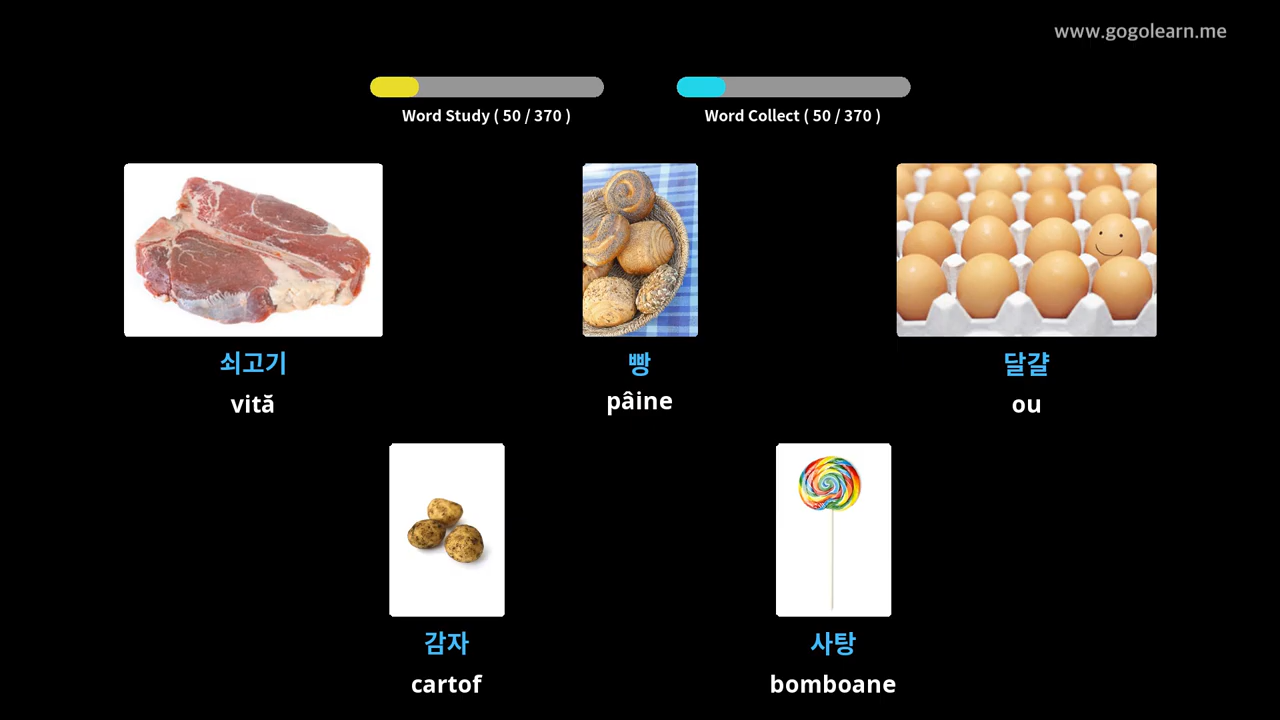 www.gogolearn.me
Word Study ( 50 / 370 )
Word Collect ( 50 / 370 )
쇠고기
vită
빵
pâine
달걀
ou
감자
cartof
사탕
bomboane